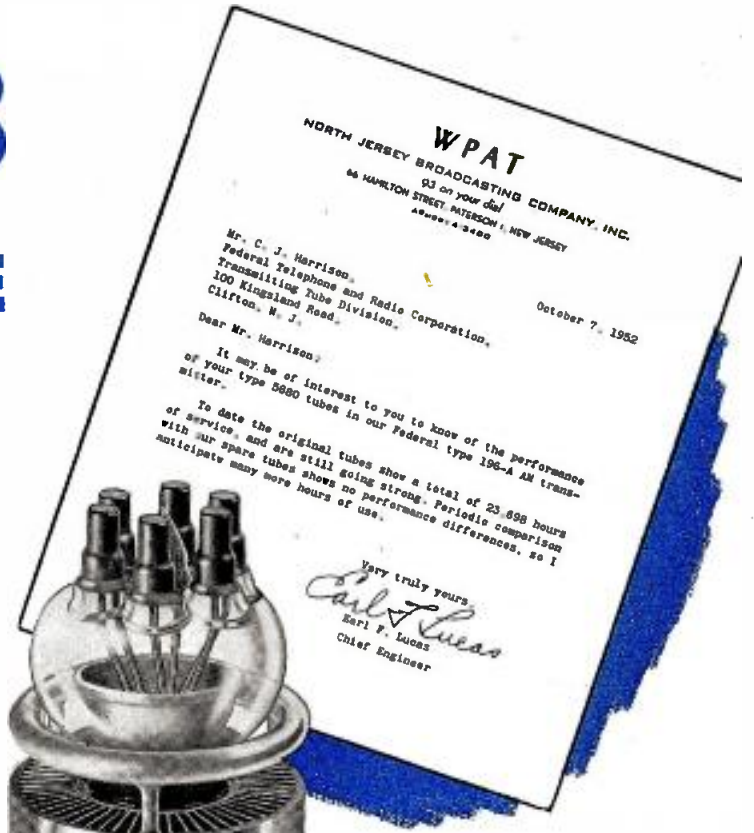 WPAT
NORTH JERSEY BROADCASTING COMPANY, INC.
93 on your dial
66 HAMILTON STREET, PATERSON 1, NEW JERSEY
ARmory 4-3400
October 7, 1952
Mr. C. J. Harrison,
Federal Telephone and Radio Corporation,
Transmitting Tube Division,
100 Kingsland Road,
Clifton, N. J.
Dear Mr. Harrison:
It may be of interest to you to know of the performance
of your type 5880 tubes in our Federal type 196-A AM trans-
mitter.
To date the original tubes show a total of 23,698 hours
of service, and are still going strong. Periodic comparison
with our spare tubes shows no performance differences, so I
anticipate many more hours of use.
Very truly yours,
Earl F Lucas
Earl F. Lucas
Chief Engineer